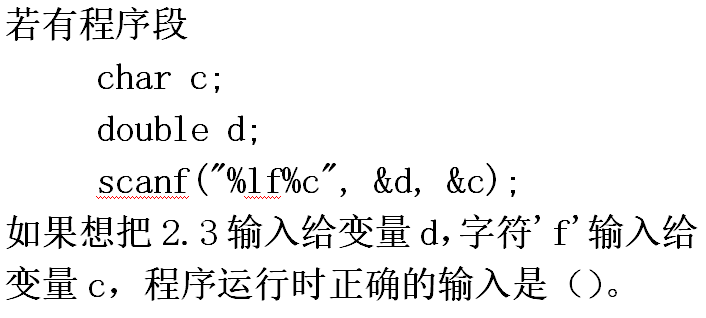 若有程序段
char c;
double d;
scanf("%lf%c", &d, &c);
如果想把2.3输入给变量d,字符'f'输入给
变量c，程序运行时正确的输入是（）。